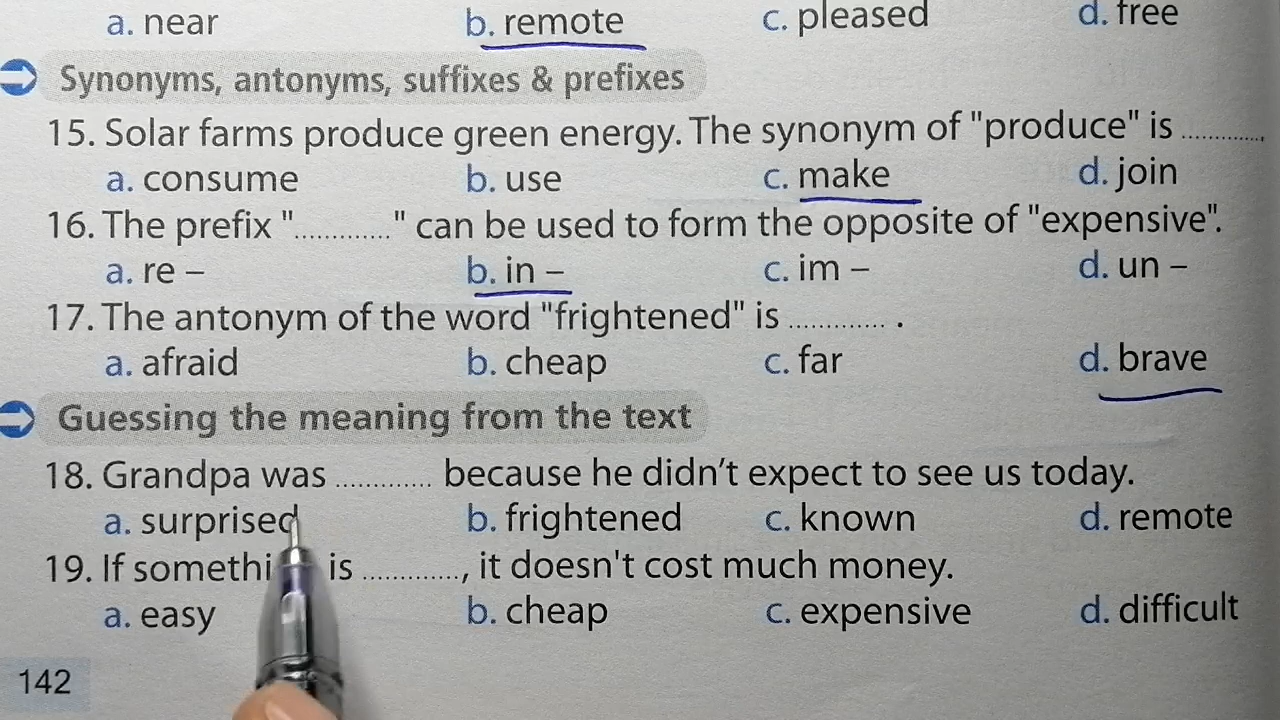 a. near b. remote c. pleased d. free
Synonyms, antonyms, suffixes & prefixes
15. Solar farms produce green energy. The synonym of "produce" is ............
a. consume b. use c. make d. join
16. The prefix "............" can be used to form the opposite of "expensive".
a. re – b. in – c. im – d. un –
17. The antonym of the word "frightened" is ............ .
a. afraid b. cheap c. far d. brave
Guessing the meaning from the text
18. Grandpa was ............ because he didn't expect to see us today.
a. surprised b. frightened c. known d. remote
19. If somethi is ............, it doesn't cost much money.
a. easy b. cheap c. expensive d. difficult
142